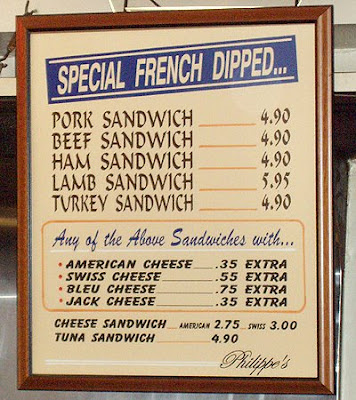 SPECIAL FRENCH DIPPED...
PORK SANDWICH 4.90
BEEF SANDWICH 4.90
HAM SANDWICH 4.90
LAMB SANDWICH 5.95
TURKEY SANDWICH 4.90
Any of the Above Sandwiches with...
• AMERICAN CHEESE .35 EXTRA
• SWISS CHEESE .55 EXTRA
• BLEU CHEESE .75 EXTRA
• JACK CHEESE .35 EXTRA
CHEESE SANDWICH AMERICAN 2.75 SWISS 3.00
TUNA SANDWICH 4.90
Philippe's